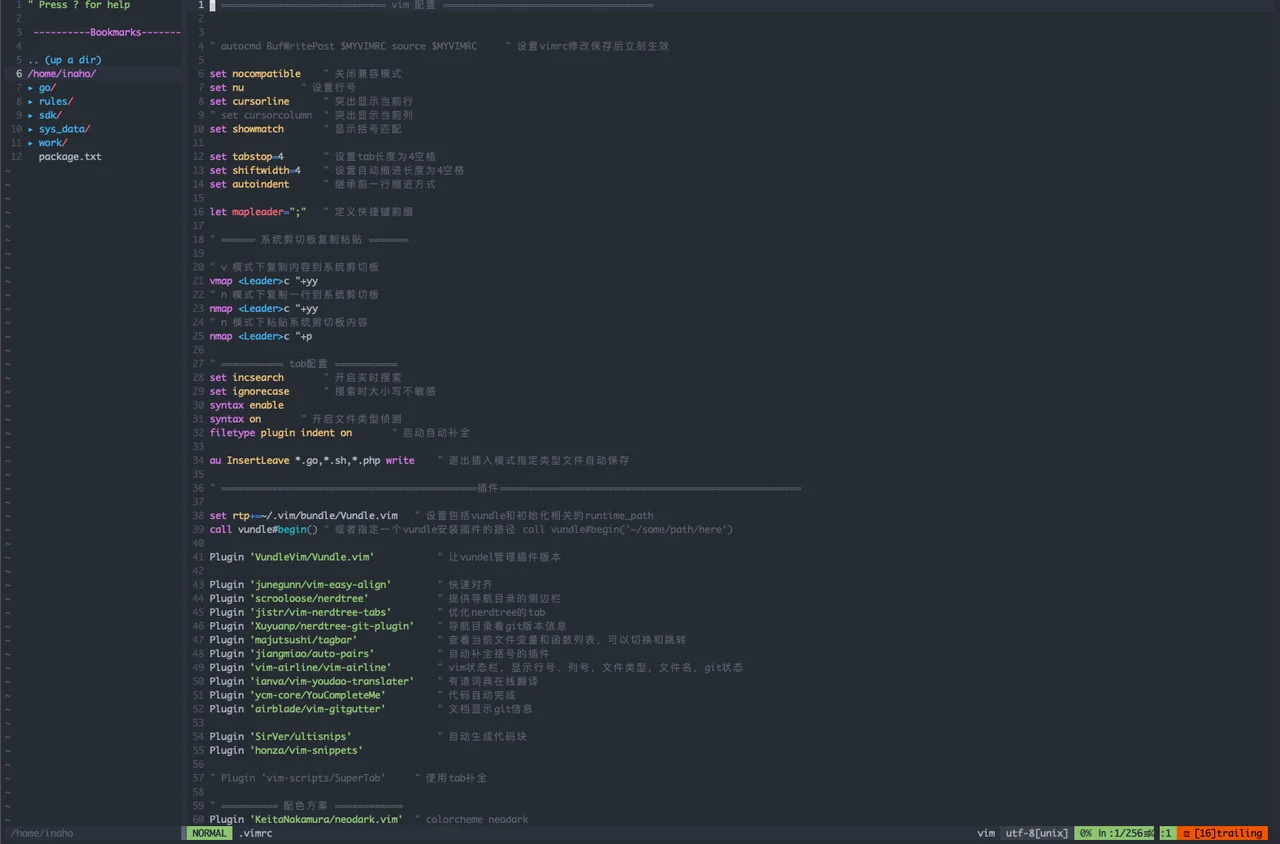 " Press ? for help
----------Bookmarks-------
.. (up a dir)
/home/inaho/
▸ go/
▸ rules/
▸ sdk/
▸ sys_data/
▸ work/
package.txt
/home/inaho
1 " ============================= vim 配置 =====================================
2
3
4 " autocmd BufWritePost $MYVIMRC source $MYVIMRC " 设置vimrc修改保存后立刻生效
5
6 set nocompatible " 关闭兼容模式
7 set nu " 设置行号
8 set cursorline " 突出显示当前行
9 " set cursorcolumn " 突出显示当前列
10 set showmatch " 显示括号匹配
11
12 set tabstop=4 " 设置tab长度为4空格
13 set shiftwidth=4 " 设置自动缩进长度为4空格
14 set autoindent " 继承前一行缩进方式
15
16 let mapleader=";" " 定义快捷键前缀
17
18 " ====== 系统剪切板复制粘贴 =======
19
20 " v 模式下复制内容到系统剪切板
21 vmap <Leader>c "+yy
22 " n 模式下复制一行到系统剪切板
23 nmap <Leader>c "+yy
24 " n 模式下粘贴系统剪切板内容
25 nmap <Leader>c "+p
26
27 " =========== tab配置 ===========
28 set incsearch " 开启实时搜索
29 set ignorecase " 搜索时大小写不敏感
30 syntax enable
31 syntax on " 开启文件类型侦测
32 filetype plugin indent on " 启动自动补全
33
34 au InsertLeave *.go,*.sh,*.php write " 退出插入模式指定类型文件自动保存
35
36 " =============================================插件=====================================================
37
38 set rtp+=~/.vim/bundle/Vundle.vim " 设置包括vundle和初始化相关的runtime_path
39 call vundle#begin() " 或者指定一个vundle安装插件的路径 call vundle#begin('~/some/path/here')
40
41 Plugin 'VundleVim/Vundle.vim' " 让vundel管理插件版本
42
43 Plugin 'junegunn/vim-easy-align' " 快速对齐
44 Plugin 'scrooloose/nerdtree' " 提供导航目录的侧边栏
45 Plugin 'jistr/vim-nerdtree-tabs' " 优化nerdtree的tab
46 Plugin 'Xuyuanp/nerdtree-git-plugin' " 导航目录看git版本信息
47 Plugin 'majutsushi/tagbar' " 查看当前文件变量和函数列表，可以切换和跳转
48 Plugin 'jiangmiao/auto-pairs' " 自动补全括号的插件
49 Plugin 'vim-airline/vim-airline' " vim状态栏，显示行号、列号，文件类型，文件名，git状态
50 Plugin 'ianva/vim-youdao-translater' " 有道词典在线翻译
51 Plugin 'ycm-core/YouCompleteMe' " 代码自动完成
52 Plugin 'airblade/vim-gitgutter' " 文档显示git信息
53
54 Plugin 'SirVer/ultisnips' " 自动生成代码块
55 Plugin 'honza/vim-snippets'
56
57 " Plugin 'vim-scripts/SuperTab' " 使用tab补全
58
59 " ========== 配色方案 ============
60 Plugin 'KeitaNakamura/neodark.vim' " colorcheme neodark
NORMAL .vimrc vim utf-8[unix] 0% ln :1/256 :1 [16]trailing